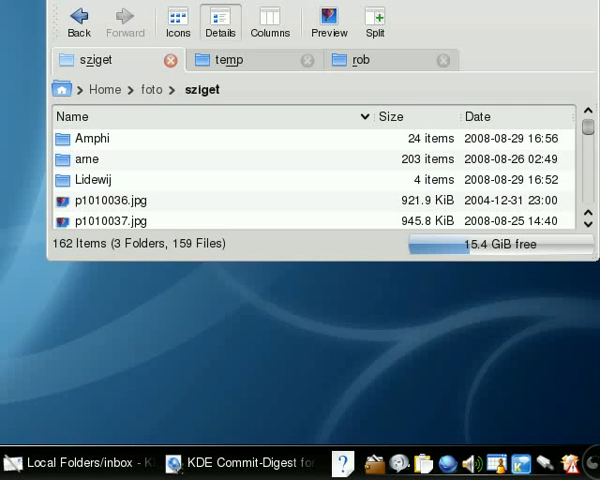 Back Forward Icons Details Columns Preview Split
sziget temp rob
Home foto sziget
Name Size Date
Amphi 24 items 2008-08-29 16:56
arne 203 items 2008-08-26 02:49
Lidewij 4 items 2008-08-29 16:52
p1010036.jpg 921.9 KiB 2004-12-31 23:00
p1010037.jpg 945.8 KiB 2008-08-25 14:40
162 Items (3 Folders, 159 Files) 15.4 GiB free
Local Folders/inbox - K KDE Commit-Digest for ?